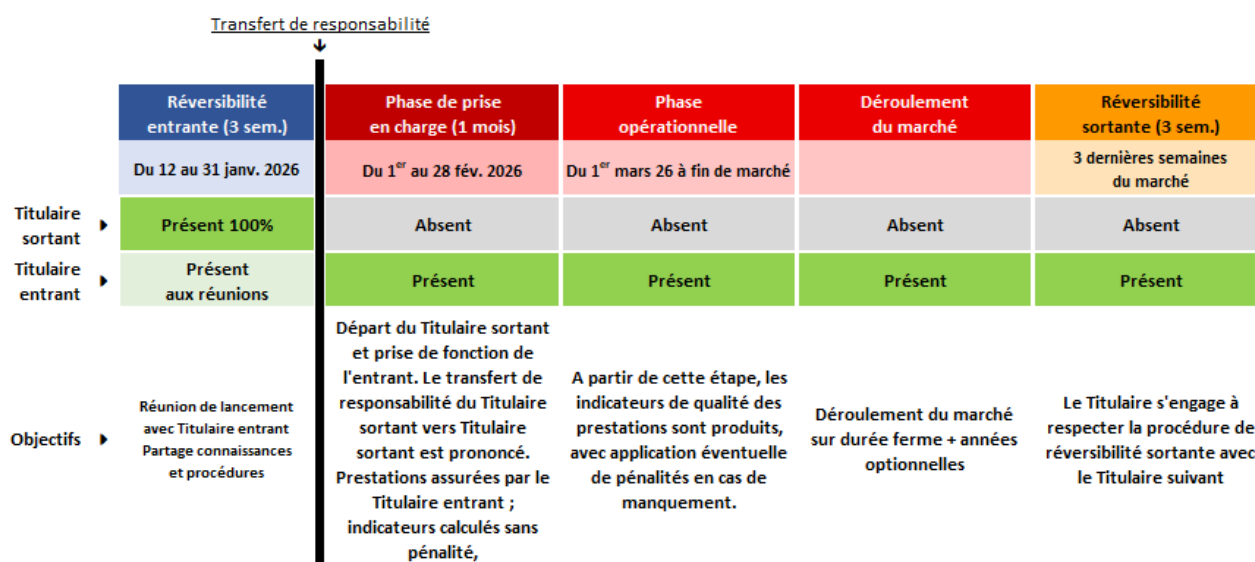 Transfert de responsabilité
Réversibilité
entrante (3 sem.)
Phase de prise
en charge (1 mois)
Phase
opérationnelle
Déroulement
du marché
Réversibilité
sortante (3 sem.)
Du 12 au 31 janv. 2026
Du 1er au 28 fév. 2026
Du 1er mars 26 à fin de marché
3 dernières semaines
du marché
Titulaire
sortant
Présent 100%
Absent
Absent
Absent
Absent
Titulaire
entrant
Présent
aux réunions
Présent
Présent
Présent
Présent
Objectifs
Réunion de lancement
avec Titulaire entrant
Partage connaissances
et procédures
Départ du Titulaire sortant
et prise de fonction de
l'entrant. Le transfert de
responsabilité du Titulaire
sortant vers Titulaire
sortant est prononcé.
Prestations assurées par le
Titulaire entrant ;
indicateurs calculés sans
pénalité,
A partir de cette étape, les
indicateurs de qualité des
prestations sont produits,
avec application éventuelle
de pénalités en cas de
manquement.
Déroulement du marché
sur durée ferme + années
optionnelles
Le Titulaire s'engage à
respecter la procédure de
réversibilité sortante avec
le Titulaire suivant